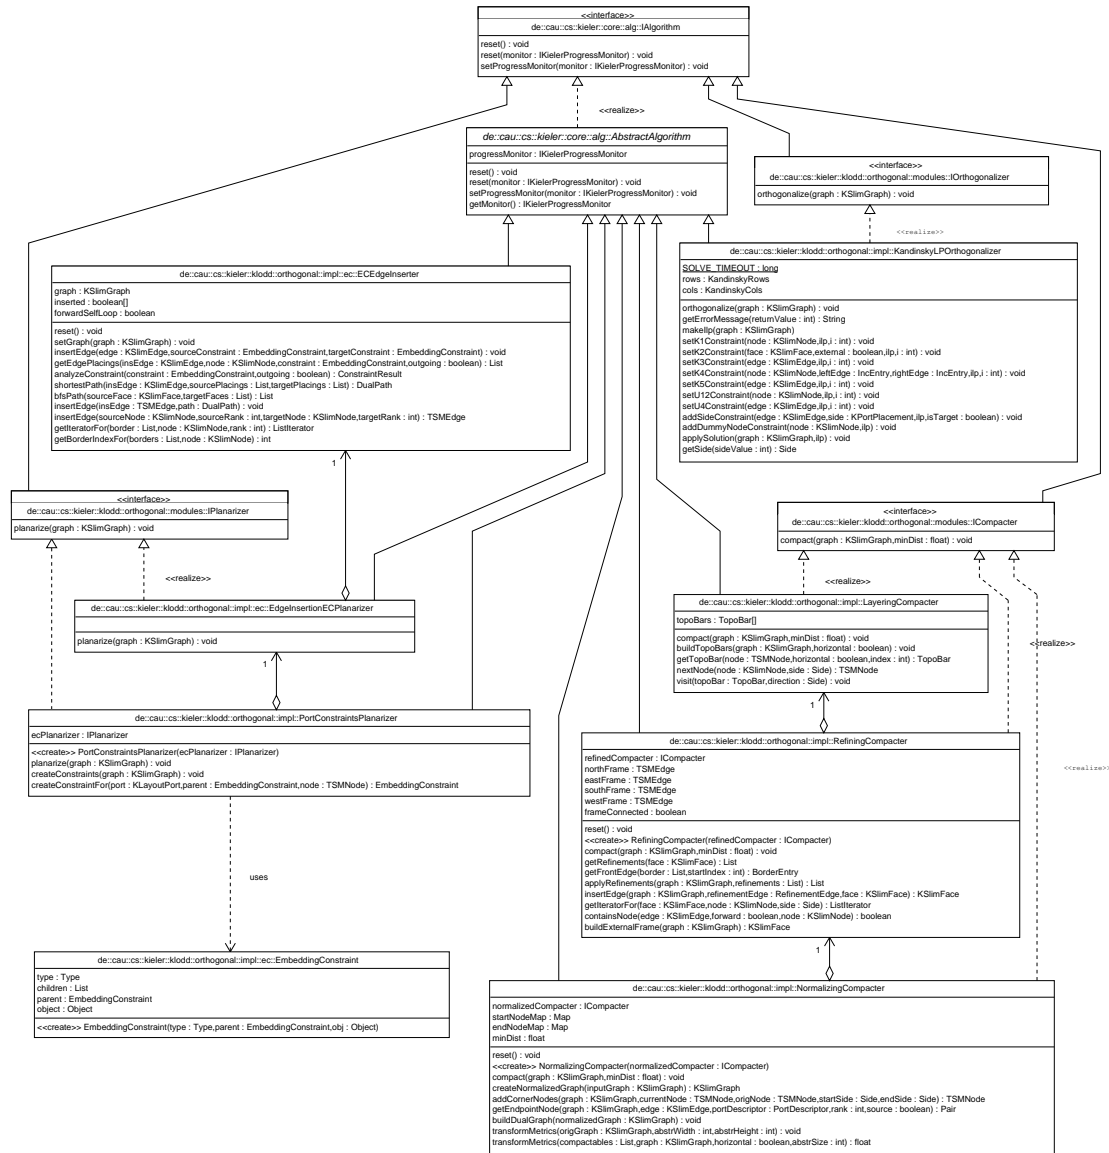 <<interface>>
de::cau::cs::kieler::core::alg::IAlgorithm
reset() : void
reset(monitor : IKielerProgressMonitor) : void
setProgressMonitor(monitor : IKielerProgressMonitor) : void
<<realize>>
de::cau::cs::kieler::core::alg::AbstractAlgorithm
progressMonitor : IKielerProgressMonitor
reset() : void
reset(monitor : IKielerProgressMonitor) : void
setProgressMonitor(monitor : IKielerProgressMonitor) : void
getMonitor() : IKielerProgressMonitor
<<interface>>
de::cau::cs::kieler::klodd::orthogonal::modules::IOrthogonalizer
orthogonalize(graph : KSlimGraph) : void
<<realize>>
de::cau::cs::kieler::klodd::orthogonal::impl::KandinskyLPOrthogonalizer
SOLVE_TIMEOUT : long
rows : KandinskyRows
cols : KandinskyCols
orthogonalize(graph : KSlimGraph) : void
getErrorMessage(returnValue : int) : String
makeIlp(graph : KSlimGraph)
setK1Constraint(node : KSlimNode,ilp,i : int) : void
setK2Constraint(face : KSlimFace,external : boolean,ilp,i : int) : void
setK3Constraint(edge : KSlimEdge,ilp,i : int) : void
setK4Constraint(node : KSlimNode,leftEdge : IncEntry,rightEdge : IncEntry,ilp,i : int) : void
setK5Constraint(edge : KSlimEdge,ilp,i : int) : void
setU12Constraint(node : KSlimNode,ilp,i : int) : void
setU4Constraint(edge : KSlimEdge,ilp,i : int) : void
addSideConstraint(edge : KSlimEdge,side : KPortPlacement,ilp,isTarget : boolean) : void
addDummyNodeConstraint(node : KSlimNode,ilp) : void
applySolution(graph : KSlimGraph,ilp) : void
getSide(sideValue : int) : Side
de::cau::cs::kieler::klodd::orthogonal::impl::ec::ECEdgeInserter
graph : KSlimGraph
inserted : boolean[]
forwardSelfLoop : boolean
reset() : void
setGraph(graph : KSlimGraph) : void
insertEdge(edge : KSlimEdge,sourceConstraint : EmbeddingConstraint,targetConstraint : EmbeddingConstraint) : void
getEdgePlacings(insEdge : KSlimEdge,node : KSlimNode,constraint : EmbeddingConstraint,outgoing : boolean) : List
analyzeConstraint(constraint : EmbeddingConstraint,outgoing : boolean) : ConstraintResult
shortestPath(insEdge : KSlimEdge,sourcePlacings : List,targetPlacings : List) : DualPath
bfsPath(sourceFace : KSlimFace,targetFaces : List) : List
insertEdge(insEdge : TSMEdge,path : DualPath) : void
insertEdge(sourceNode : KSlimNode,sourceRank : int,targetNode : KSlimNode,targetRank : int) : TSMEdge
getIteratorFor(border : List,node : KSlimNode,rank : int) : ListIterator
getBorderIndexFor(borders : List,node : KSlimNode) : int
1
<<interface>>
de::cau::cs::kieler::klodd::orthogonal::modules::IPlanarizer
planarize(graph : KSlimGraph) : void
<<realize>>
<<interface>>
de::cau::cs::kieler::klodd::orthogonal::modules::ICompacter
compact(graph : KSlimGraph,minDist : float) : void
<<realize>>
<<realize>>
de::cau::cs::kieler::klodd::orthogonal::impl::ec::EdgeInsertionECPlanarizer
planarize(graph : KSlimGraph) : void
1
de::cau::cs::kieler::klodd::orthogonal::impl::LayeringCompacter
topoBars : TopoBar[]
compact(graph : KSlimGraph,minDist : float) : void
buildTopoBars(graph : KSlimGraph,horizontal : boolean) : void
getTopoBar(node : TSMNode,horizontal : boolean,index : int) : TopoBar
nextNode(node : KSlimNode,side : Side) : TSMNode
visit(topoBar : TopoBar,direction : Side) : void
1
de::cau::cs::kieler::klodd::orthogonal::impl::PortConstraintsPlanarizer
ecPlanarizer : IPlanarizer
<<create>> PortConstraintsPlanarizer(ecPlanarizer : IPlanarizer)
planarize(graph : KSlimGraph) : void
createConstraints(graph : KSlimGraph) : void
createConstraintFor(port : KLayoutPort,parent : EmbeddingConstraint,node : TSMNode) : EmbeddingConstraint
uses
de::cau::cs::kieler::klodd::orthogonal::impl::RefiningCompacter
refinedCompacter : ICompacter
northFrame : TSMEdge
eastFrame : TSMEdge
southFrame : TSMEdge
westFrame : TSMEdge
frameConnected : boolean
reset() : void
<<create>> RefiningCompacter(refinedCompacter : ICompacter)
compact(graph : KSlimGraph,minDist : float) : void
getRefinements(face : KSlimFace) : List
getFrontEdge(border : List,startIndex : int) : BorderEntry
applyRefinements(graph : KSlimGraph,refinements : List) : List
insertEdge(graph : KSlimGraph,refinementEdge : RefinementEdge,face : KSlimFace) : KSlimFace
getIteratorFor(face : KSlimFace,node : KSlimNode,side : Side) : ListIterator
containsNode(edge : KSlimEdge,forward : boolean,node : KSlimNode) : boolean
buildExternalFrame(graph : KSlimGraph) : KSlimFace
<<realize>>
1
de::cau::cs::kieler::klodd::orthogonal::impl::ec::EmbeddingConstraint
type : Type
children : List
parent : EmbeddingConstraint
object : Object
<<create>> EmbeddingConstraint(type : Type,parent : EmbeddingConstraint,obj : Object)
de::cau::cs::kieler::klodd::orthogonal::impl::NormalizingCompacter
normalizedCompacter : ICompacter
startNodeMap : Map
endNodeMap : Map
minDist : float
reset() : void
<<create>> NormalizingCompacter(normalizedCompacter : ICompacter)
compact(graph : KSlimGraph,minDist : float) : void
createNormalizedGraph(inputGraph : KSlimGraph) : KSlimGraph
addCornerNodes(graph : KSlimGraph,currentNode : TSMNode,origNode : TSMNode,startSide : Side,endSide : Side) : TSMNode
getEndpointNode(graph : KSlimGraph,edge : KSlimEdge,portDescriptor : PortDescriptor,rank : int,source : boolean) : Pair
buildDualGraph(normalizedGraph : KSlimGraph) : void
transformMetrics(origGraph : KSlimGraph,abstrWidth : int,abstrHeight : int) : void
transformMetrics(compactables : List,graph : KSlimGraph,horizontal : boolean,abstrSize : int) : float